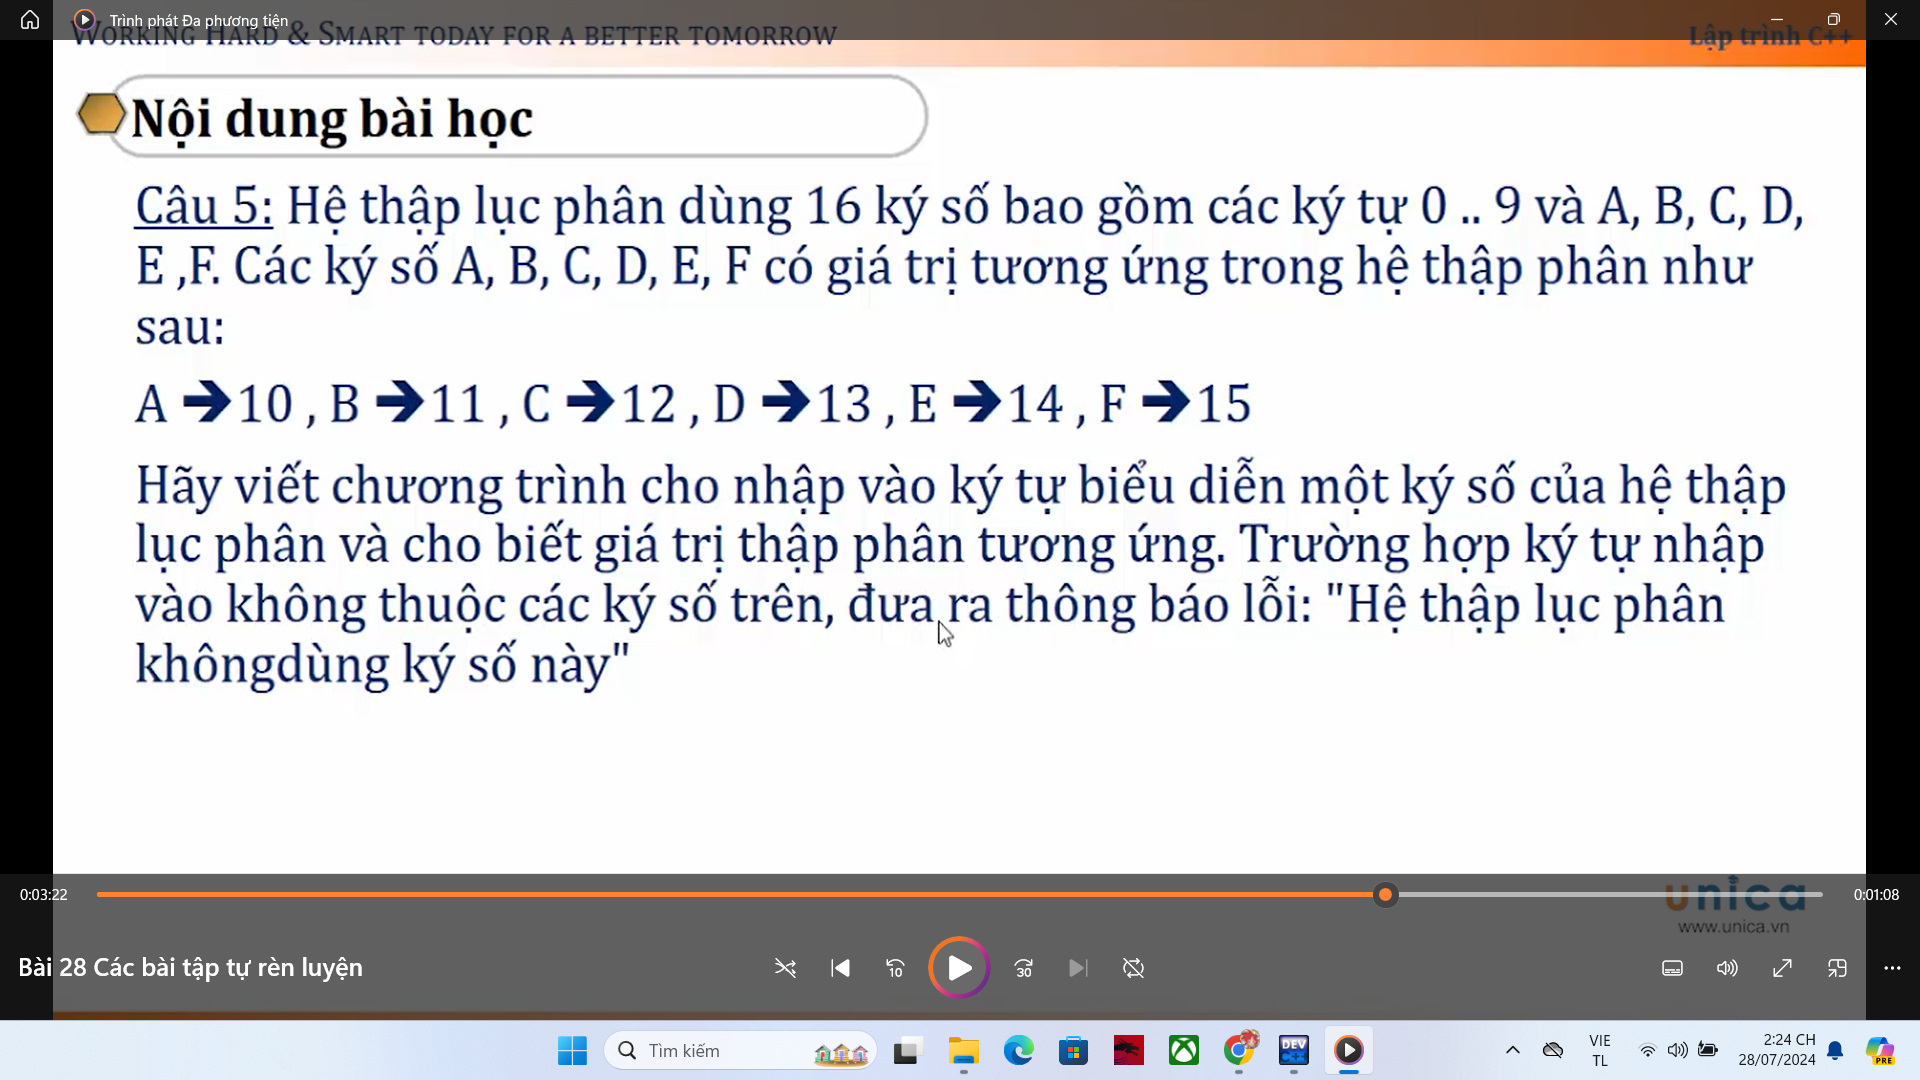 Trình phát Đa phương tiện
WORKING HARD & SMART TODAY FOR A BETTER TOMORROW
Lập trình C++
Nội dung bài học
Câu 5: Hệ thập lục phân dùng 16 ký số bao gồm các ký tự 0 .. 9 và A, B, C, D,
E ,F. Các ký số A, B, C, D, E, F có giá trị tương ứng trong hệ thập phân như
sau:
A ➔10 , B ➔11 , C ➔12 , D ➔13 , E ➔14 , F ➔15
Hãy viết chương trình cho nhập vào ký tự biểu diễn một ký số của hệ thập
lục phân và cho biết giá trị thập phân tương ứng. Trường hợp ký tự nhập
vào không thuộc các ký số trên, đưa ra thông báo lỗi: "Hệ thập lục phân
khôngdùng ký số này"
0:03:22
0:01:08
unica
www.unica.vn
Bài 28 Các bài tập tự rèn luyện
10
30
Tìm kiếm
DEV
C++
VIE
TL
2:24 CH
28/07/2024
PRE